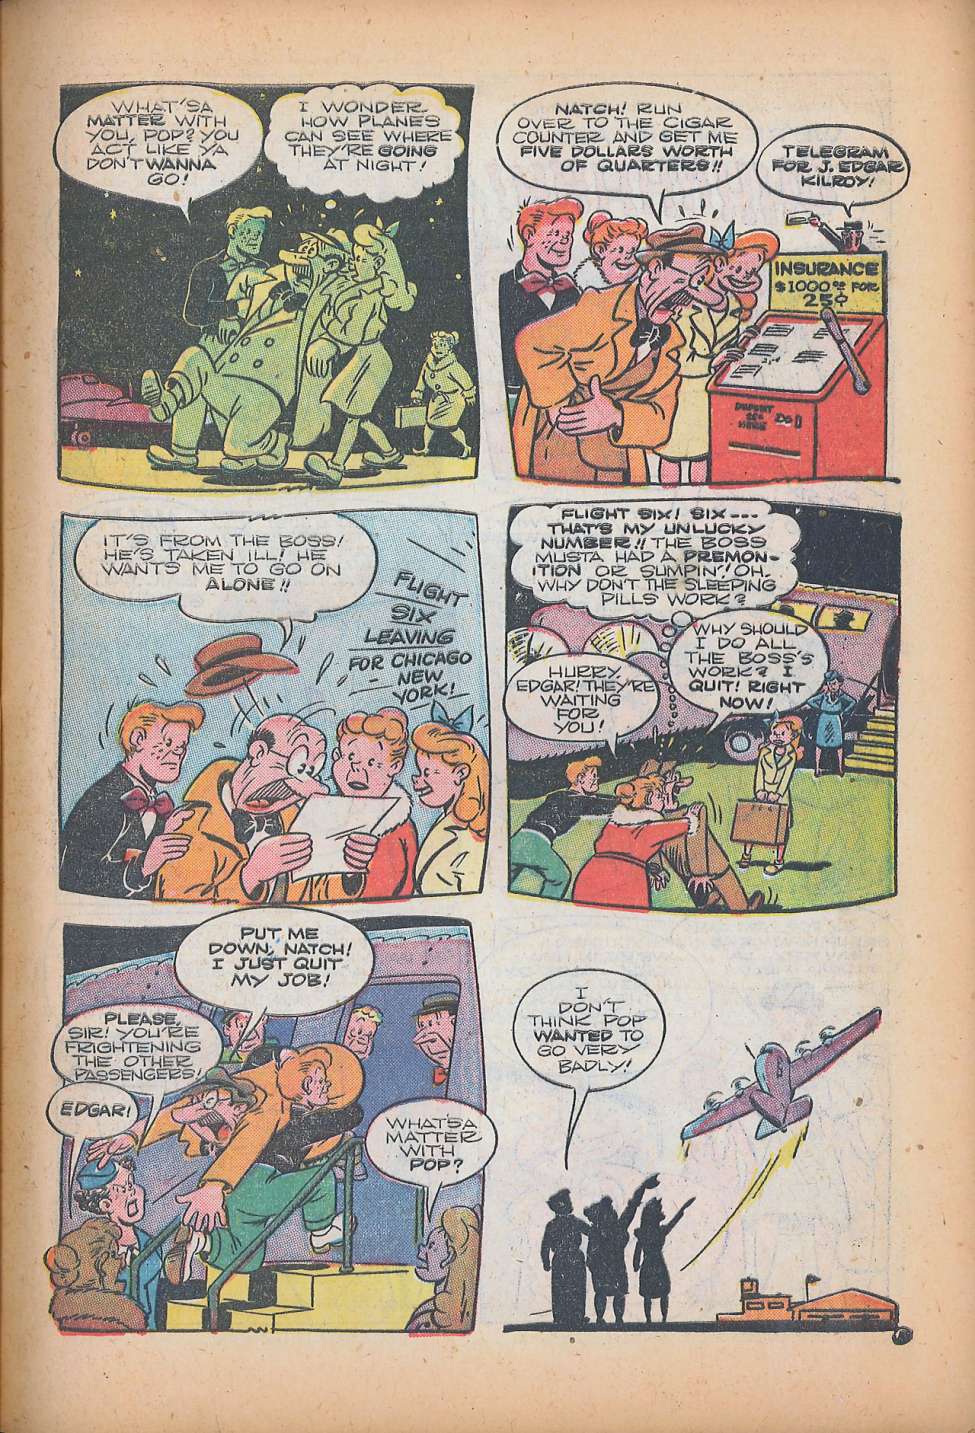 WHAT'SA
MATTER WITH
YOU, POP? YOU
ACT LIKE YA
DON'T WANNA
GO!
I WONDER
HOW PLANES
CAN SEE WHERE
THEY'RE GOING
AT NIGHT!
NATCH! RUN
OVER TO THE CIGAR
COUNTER AND GET ME
FIVE DOLLARS WORTH
OF QUARTERS!!
TELEGRAM
FOR J. EDGAR
KILROY!
INSURANCE
$1000.00 FOR
25¢
DEPOSIT
25¢
HERE
IT'S FROM THE BOSS!
HE'S TAKEN ILL! HE
WANTS ME TO GO ON
ALONE!!
FLIGHT
SIX
LEAVING
FOR CHICAGO
NEW
YORK!
FLIGHT SIX! SIX---
THAT'S MY UNLUCKY
NUMBER!! THE BOSS
MUSTA HAD A PREMON-
ITION OR SUMPIN'! OH,
WHY DON'T THE SLEEPING
PILLS WORK?
HURRY,
EDGAR! THEY'RE
WAITING
FOR
YOU!
WHY SHOULD
I DO ALL
THE BOSS'S
WORK? I
QUIT! RIGHT
NOW!
PUT ME
DOWN, NATCH!
I JUST QUIT
MY JOB!
PLEASE,
SIR! YOU'RE
FRIGHTENING
THE OTHER
PASSENGERS!
EDGAR!
WHAT'SA
MATTER
WITH
POP?
I
DON'T
THINK POP
WANTED TO
GO VERY
BADLY!